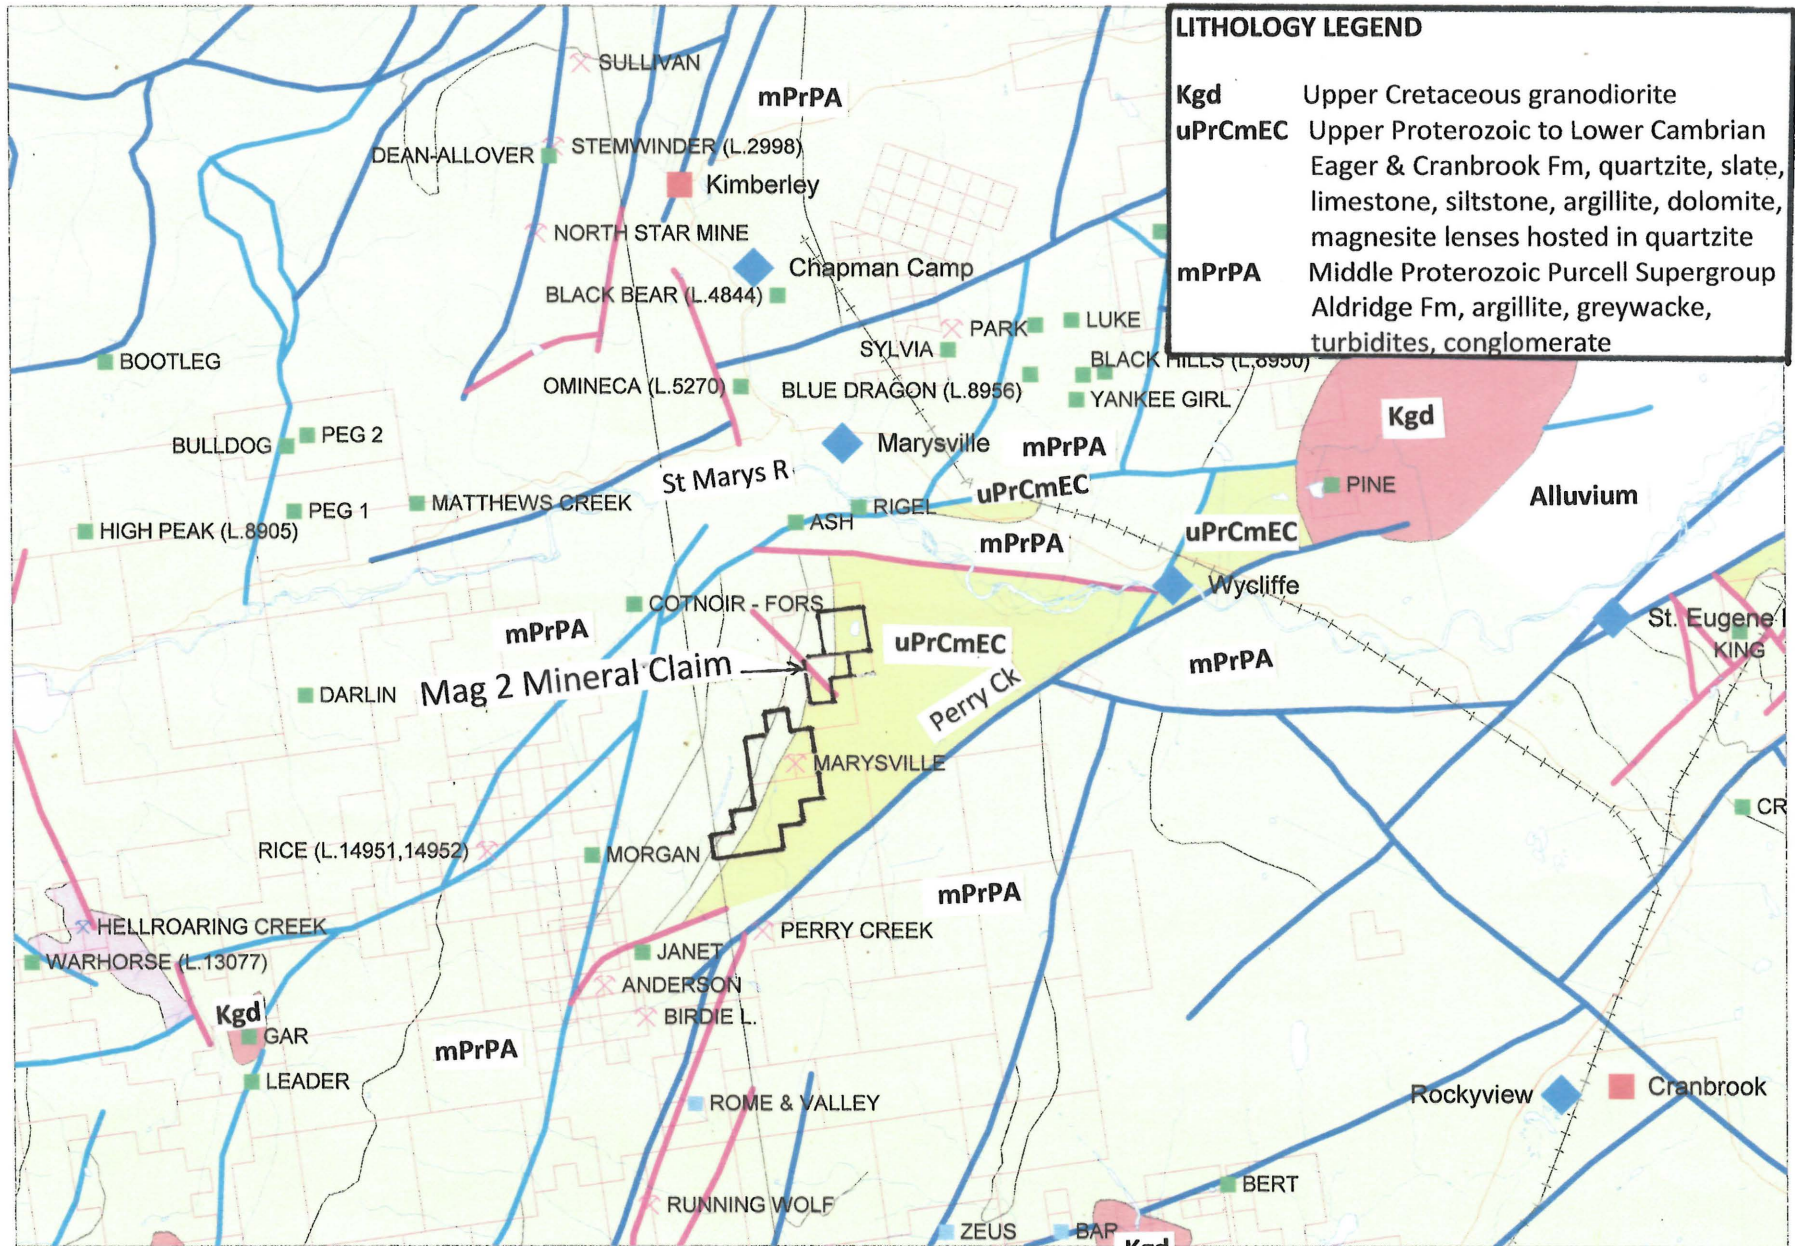 LITHOLOGY LEGEND
Kgd Upper Cretaceous granodiorite
uPrCmEC Upper Proterozoic to Lower Cambrian
Eager & Cranbrook Fm, quartzite, slate,
limestone, siltstone, argillite, dolomite,
magnesite lenses hosted in quartzite
mPrPA Middle Proterozoic Purcell Supergroup
Aldridge Fm, argillite, greywacke,
turbidites, conglomerate
SULLIVAN
mPrPA
STEMWINDER (L.2998)
DEAN-ALLOVER
Kimberley
NORTH STAR MINE
Chapman Camp
BLACK BEAR (L.4844)
PARK
LUKE
SYLVIA
BLACK HILLS (L.8950)
BOOTLEG
OMINECA (L.5270)
BLUE DRAGON (L.8956)
YANKEE GIRL
Kgd
PEG 2
BULLDOG
Marysville
mPrPA
St Marys R
uPrCmEC
PINE
Alluvium
MATTHEWS CREEK
RIGEL
PEG 1
ASH
HIGH PEAK (L.8905)
uPrCmEC
mPrPA
Wycliffe
COTNOIR - FORS
St. Eugene
mPrPA
uPrCmEC
KING
mPrPA
Mag 2 Mineral Claim
DARLIN
Perry Ck
MARYSVILLE
CR
RICE (L.14951,14952)
MORGAN
mPrPA
HELLROARING CREEK
PERRY CREEK
JANET
WARHORSE (L.13077)
ANDERSON
Kgd
BIRDIE L.
GAR
mPrPA
LEADER
Rockyview
Cranbrook
ROME & VALLEY
BERT
RUNNING WOLF
ZEUS
BAR
Kgd